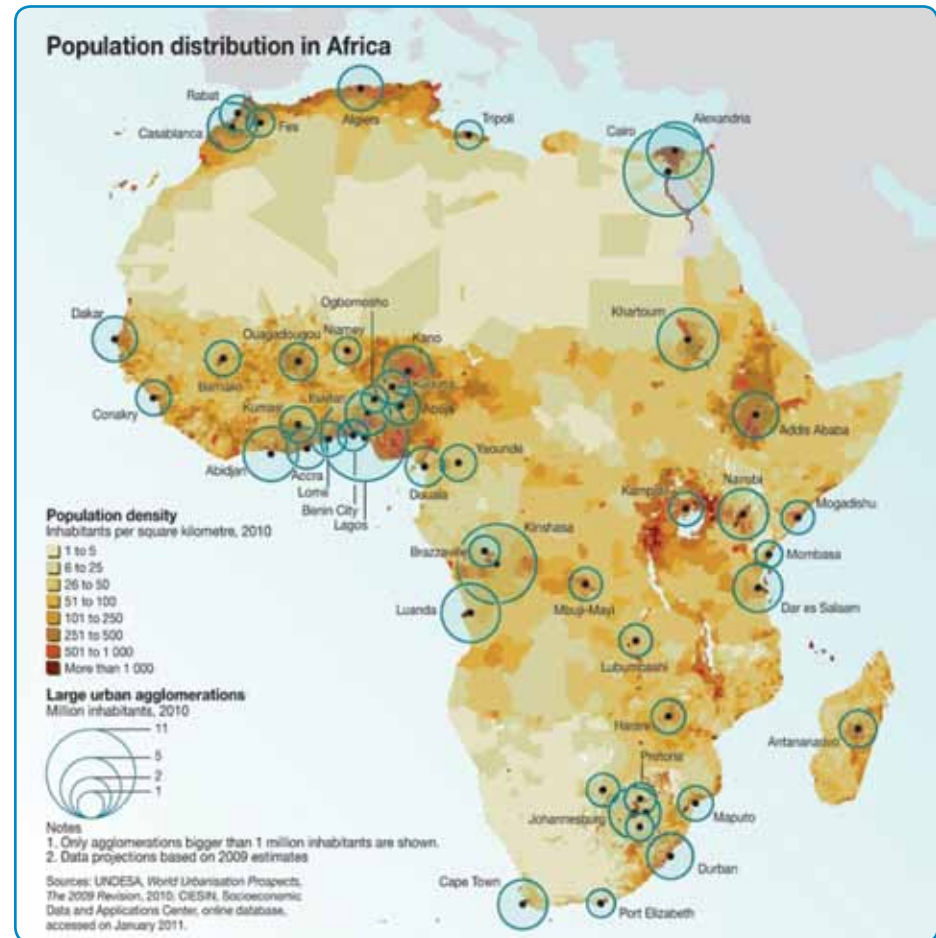 Population distribution in Africa
Rabat
Casablanca
Fes
Algiers
Tripoli
Cairo
Alexandria
Ogbomosho
Dakar
Ouagadougou
Niamey
Kano
Khartoum
Bamako
Kaduna
Conakry
Kumasi
Ibadan
Abuja
Addis Ababa
Abidjan
Accra
Lomé
Benin City
Lagos
Douala
Yaounde
Kampala
Nairobi
Mogadishu
Population density
Inhabitants per square kilometre, 2010
1 to 5
6 to 25
26 to 50
51 to 100
101 to 250
251 to 500
501 to 1 000
More than 1 000
Brazzaville
Kinshasa
Mombasa
Luanda
Mbuji-Mayi
Dar es Salaam
Lubumbashi
Large urban agglomerations
Million inhabitants, 2010
11
5
2
1
Harare
Antananarivo
Pretoria
Johannesburg
Maputo
Durban
Cape Town
Port Elizabeth
Notes
1. Only agglomerations bigger than 1 million inhabitants are shown.
2. Data projections based on 2009 estimates
Sources: UNDESA, World Urbanisation Prospects,
The 2009 Revision, 2010; CIESIN, Socioeconomic
Data and Applications Center, online database,
accessed on January 2011.